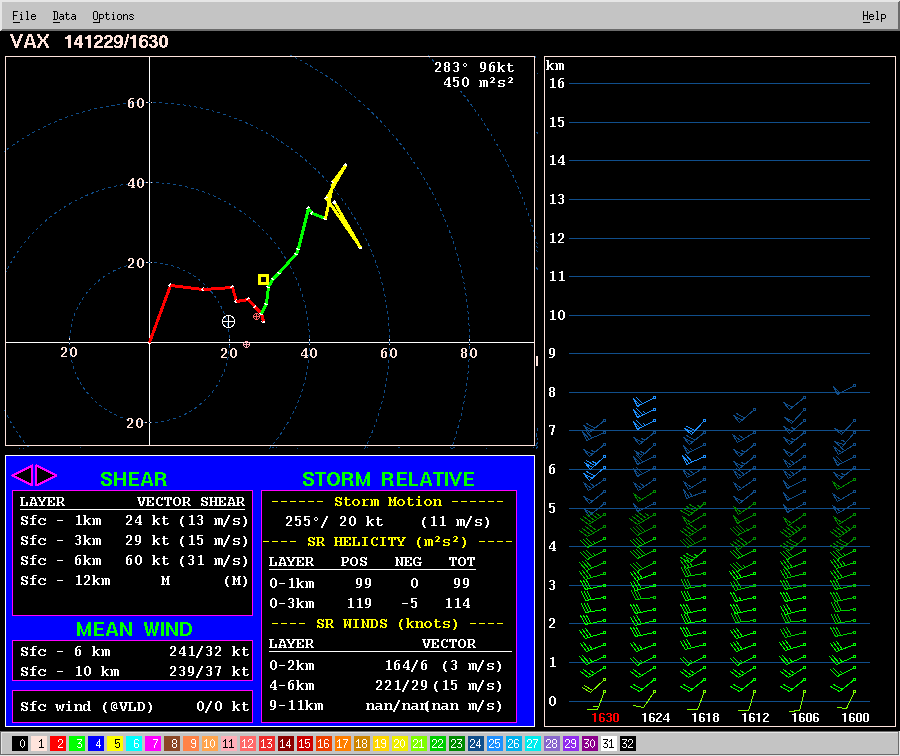 File Data Options Help
VAX 141229/1630
283° 96kt
450 m²s²
60
40
20
20 20 40 60 80
20
km
16
15
14
13
12
11
10
9
8
7
6
5
4
3
2
1
0
1630 1624 1618 1612 1606 1600
SHEAR
LAYER VECTOR SHEAR
Sfc - 1km 24 kt (13 m/s)
Sfc - 3km 29 kt (15 m/s)
Sfc - 6km 60 kt (31 m/s)
Sfc - 12km M (M)
MEAN WIND
Sfc - 6 km 241/32 kt
Sfc - 10 km 239/37 kt
Sfc wind (@VLD) 0/0 kt
STORM RELATIVE
------ Storm Motion ------
255°/ 20 kt (11 m/s)
---- SR HELICITY (m²s²) ----
LAYER POS NEG TOT
0-1km 99 0 99
0-3km 119 -5 114
---- SR WINDS (knots) ----
LAYER VECTOR
0-2km 164/6 (3 m/s)
4-6km 221/29 (15 m/s)
9-11km nan/nan(nan m/s)
0 1 2 3 4 5 6 7 8 9 10 11 12 13 14 15 16 17 18 19 20 21 22 23 24 25 26 27 28 29 30 31 32